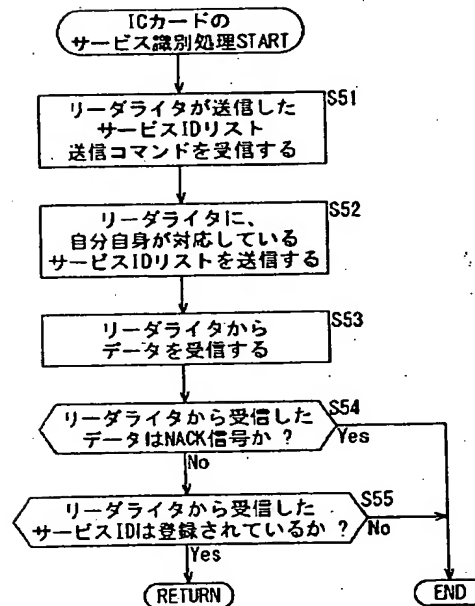 ICカードの
サービス識別処理START
S51
リーダライタが送信した
サービスIDリスト
送信コマンドを受信する
S52
リーダライタに、
自分自身が対応している
サービスIDリストを送信する
S53
リーダライタから
データを受信する
S54
リーダライタから受信した
データはNACK信号か ?
Yes
No
S55
リーダライタから受信した
サービスIDは登録されているか ?
No
Yes
RETURN
END